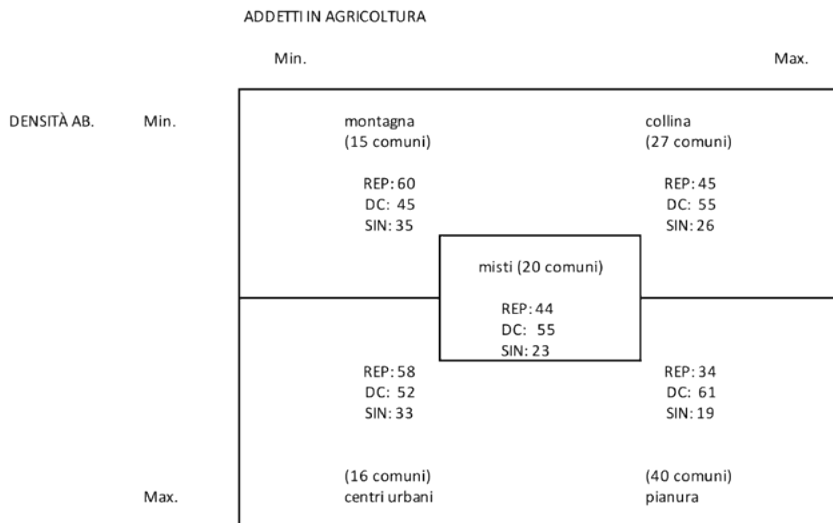 ADDETTI IN AGRICOLTURA
Min. Max.
DENSITÀ AB. Min. montagna collina
(15 comuni) (27 comuni)
REP: 60 REP: 45
DC: 45 DC: 55
SIN: 35 SIN: 26
misti (20 comuni)
REP: 44
DC: 55
SIN: 23
REP: 58 REP: 34
DC: 52 DC: 61
SIN: 33 SIN: 19
(16 comuni) (40 comuni)
Max. centri urbani pianura